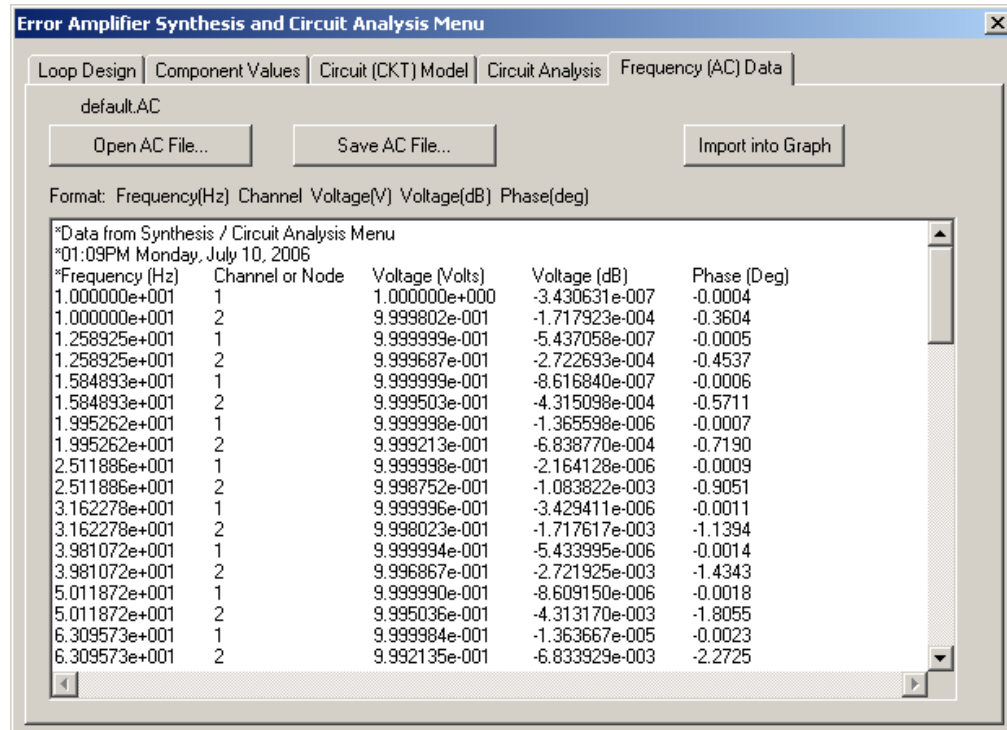 Error Amplifier Synthesis and Circuit Analysis Menu
Loop Design Component Values Circuit (CKT) Model Circuit Analysis Frequency (AC) Data
default.AC
Open AC File... Save AC File... Import into Graph
Format: Frequency(Hz) Channel Voltage(V) Voltage(dB) Phase(deg)
*Data from Synthesis / Circuit Analysis Menu
*01:09PM Monday, July 10, 2006
*Frequency (Hz) Channel or Node Voltage (Volts) Voltage (dB) Phase (Deg)
1.000000e+001 1 1.000000e+000 -3.430631e-007 -0.0004
1.000000e+001 2 9.999802e-001 -1.717923e-004 -0.3604
1.258925e+001 1 9.999999e-001 -5.437058e-007 -0.0005
1.258925e+001 2 9.999687e-001 -2.722693e-004 -0.4537
1.584893e+001 1 9.999999e-001 -8.616840e-007 -0.0006
1.584893e+001 2 9.999503e-001 -4.315098e-004 -0.5711
1.995262e+001 1 9.999998e-001 -1.365598e-006 -0.0007
1.995262e+001 2 9.999213e-001 -6.838770e-004 -0.7190
2.511886e+001 1 9.999998e-001 -2.164128e-006 -0.0009
2.511886e+001 2 9.998752e-001 -1.083822e-003 -0.9051
3.162278e+001 1 9.999996e-001 -3.429411e-006 -0.0011
3.162278e+001 2 9.998023e-001 -1.717617e-003 -1.1394
3.981072e+001 1 9.999994e-001 -5.433995e-006 -0.0014
3.981072e+001 2 9.996867e-001 -2.721925e-003 -1.4343
5.011872e+001 1 9.999990e-001 -8.609150e-006 -0.0018
5.011872e+001 2 9.995036e-001 -4.313170e-003 -1.8055
6.309573e+001 1 9.999984e-001 -1.363667e-005 -0.0023
6.309573e+001 2 9.992135e-001 -6.833929e-003 -2.2725